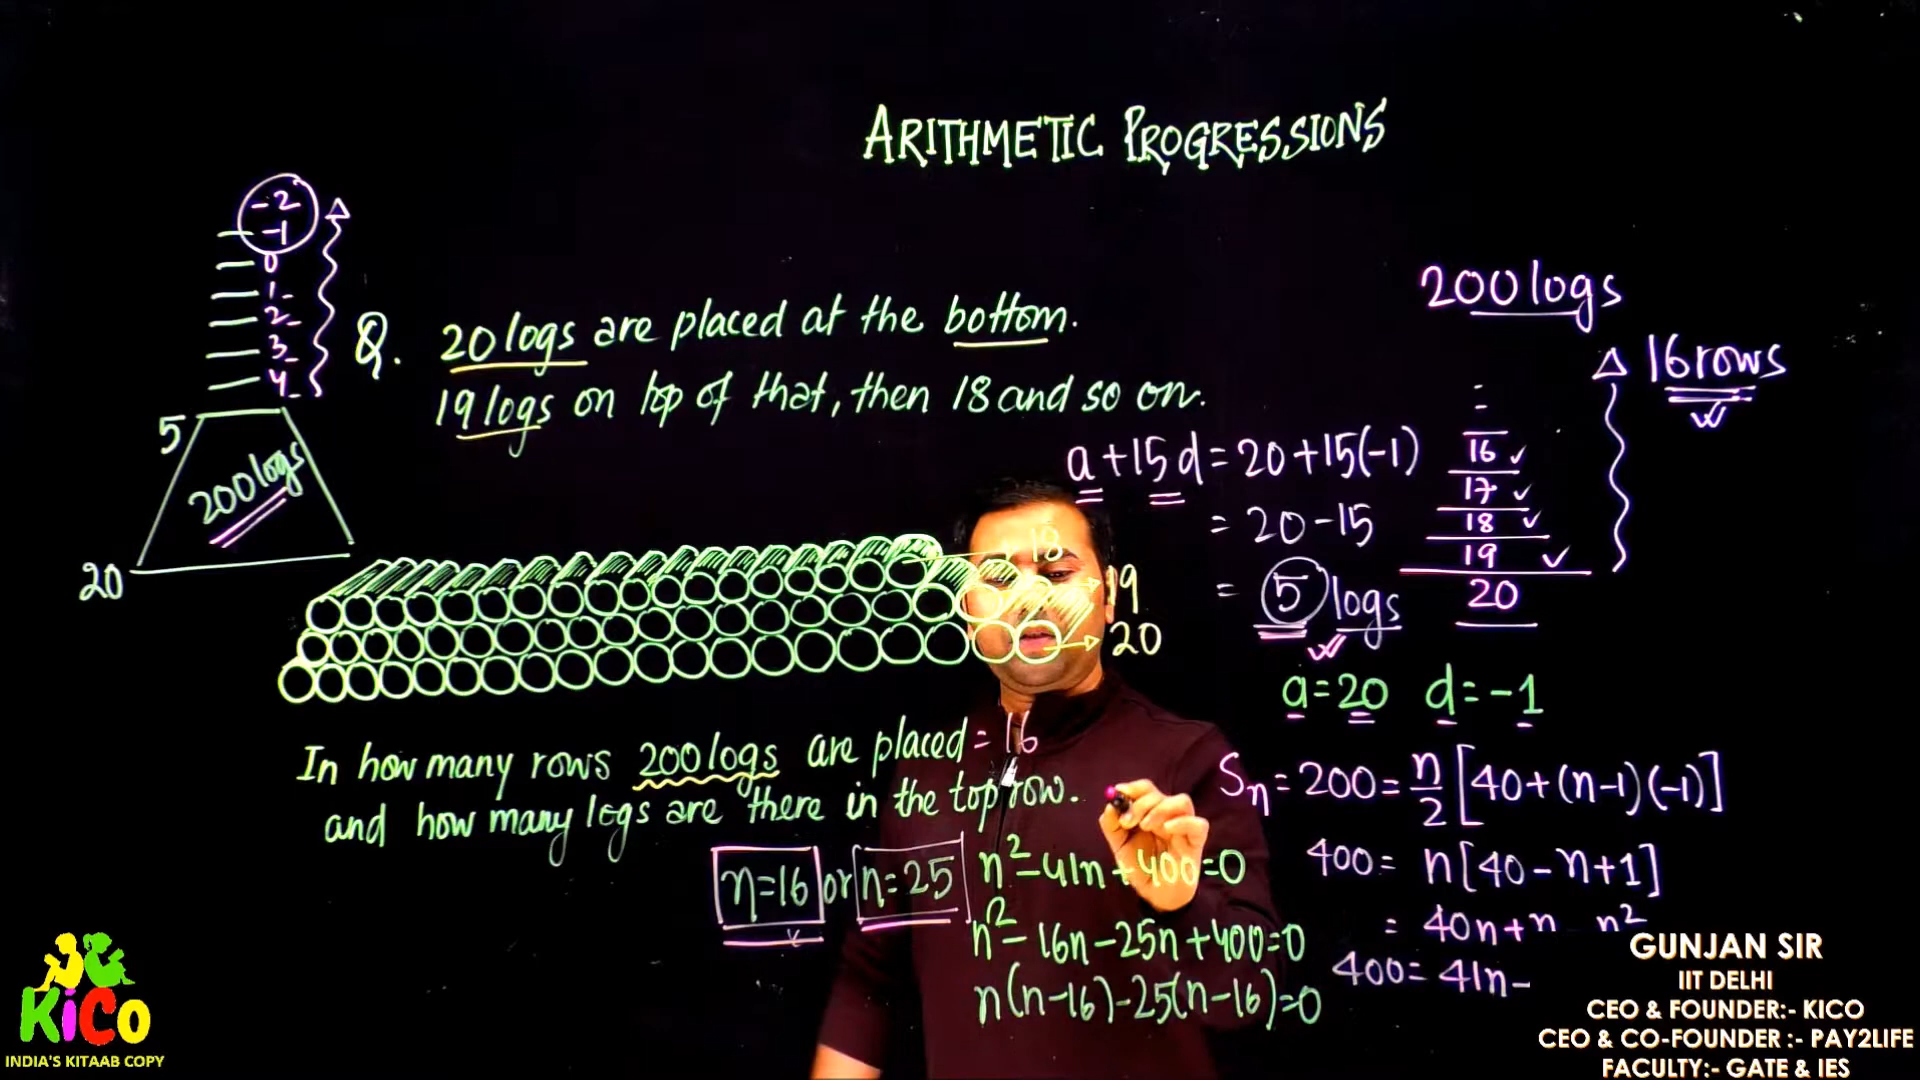 ARITHMETIC PROGRESSIONS
-2
-1
0
1
2
3
4
5
200 logs
20
Q. 20 logs are placed at the bottom.
19 logs on top of that, then 18 and so on.
18
19
20
In how many rows 200 logs are placed = 16
and how many logs are there in the top row.
200 logs
16 rows
16
17
18
19
20
a + 15d = 20 + 15(-1)
= 20 - 15
= 5 logs
a = 20 d = -1
Sn = 200 = n/2 [40 + (n-1)(-1)]
400 = n[40 - n + 1]
= 40n + n n²
400 = 41n -
n² - 41n + 400 = 0
n² - 16n - 25n + 400 = 0
n(n-16) - 25(n-16) = 0
n=16 or n=25
KiCo
INDIA'S KITAAB COPY
GUNJAN SIR
IIT DELHI
CEO & FOUNDER:- KICO
CEO & CO-FOUNDER :- PAY2LIFE
FACULTY:- GATE & IES